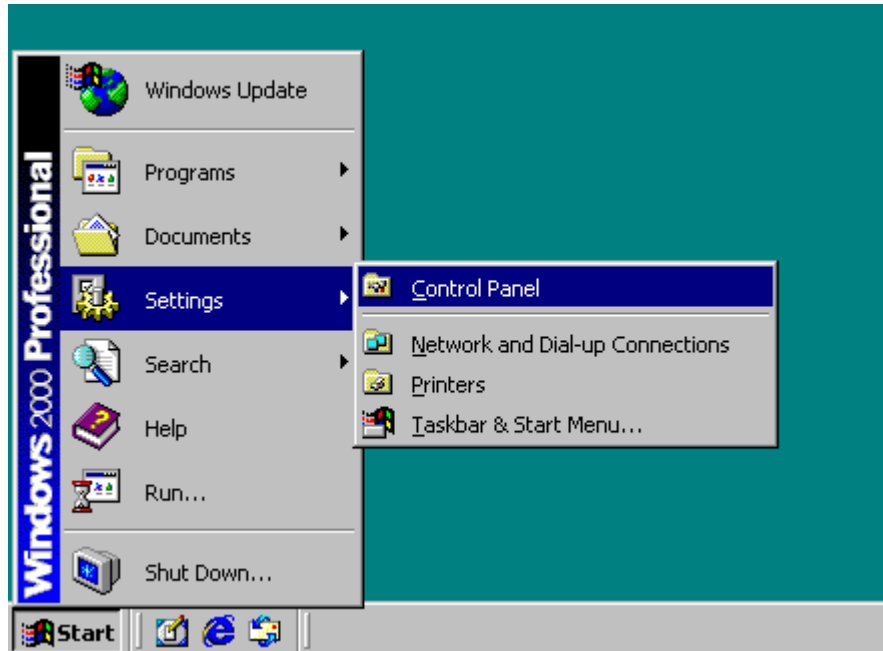 Windows 2000 Professional
Windows Update
Programs
Documents
Settings
Search
Help
Run...
Shut Down...
Control Panel
Network and Dial-up Connections
Printers
Taskbar & Start Menu...
Start